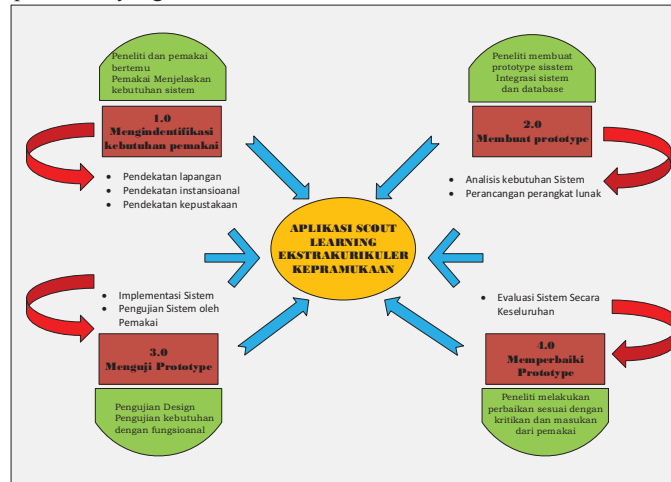 Peneliti dan pemakai
bertemu
Pemakai Menjelaskan
kebutuhan sistem
1.0
Mengindentifikasi
kebutuhan pemakai
Pendekatan lapangan
Pendekatan instansioanal
Pendekatan kepustakaan
Peneliti membuat
prototype sisstem
Integrasi sistem
dan database
2.0
Membuat prototype
Analisis kebutuhan Sistem
Perancangan perangkat lunak
APLIKASI SCOUT
LEARNING
EKSTRAKURIKULER
KEPRAMUKAAN
Implementasi Sistem
Pengujian Sistem oleh
Pemakai
3.0
Menguji Prototype
Pengujian Design
Pengujian kebutuhan
dengan fungsioanal
Evaluasi Sistem Secara
Keseluruhan
4.0
Memperbaiki
Prototype
Peneliti melakukan
perbaikan sesuai dengan
kritikan dan masukan
dari pemakai